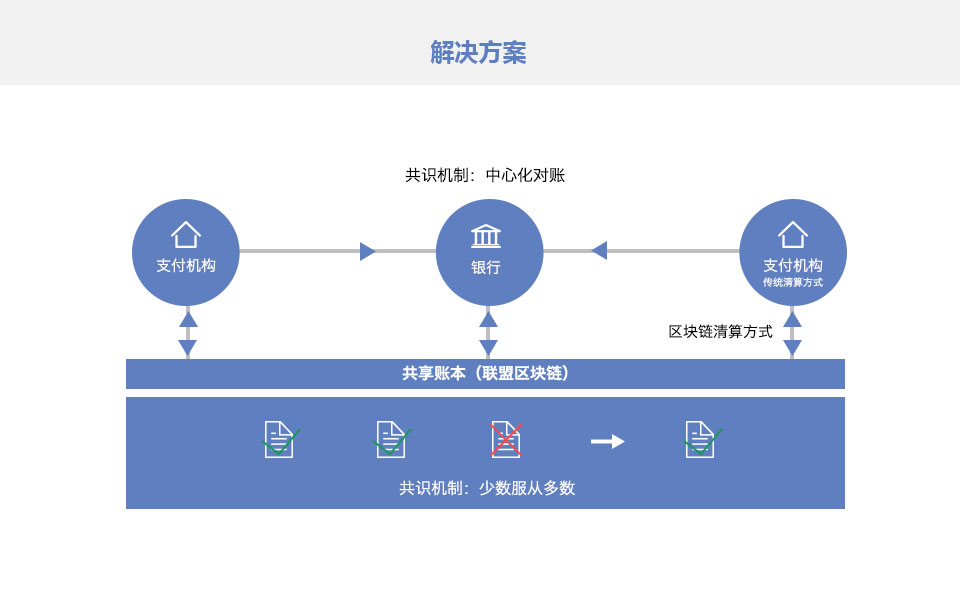 解决方案
共识机制：中心化对账
支付机构
银行
支付机构
传统清算方式
区块链清算方式
共享账本（联盟区块链）
共识机制：少数服从多数